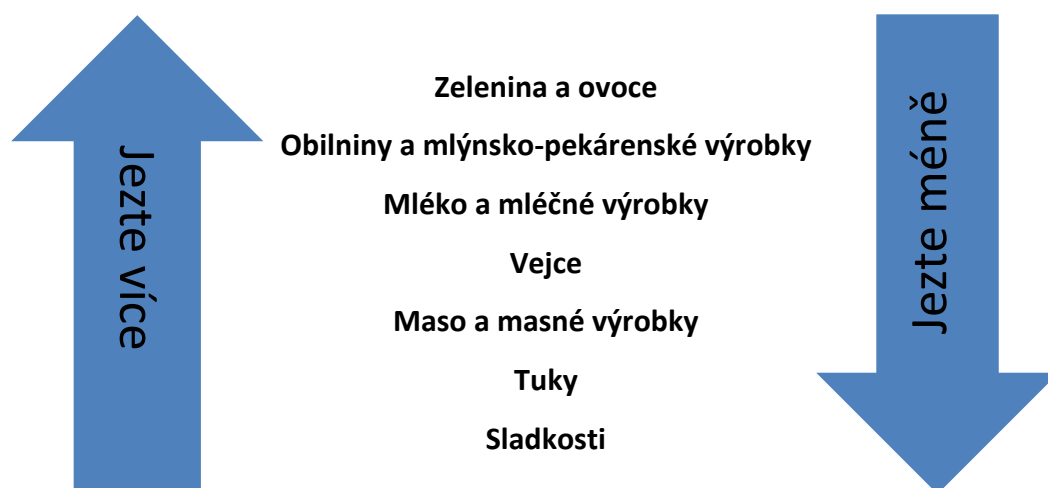 Jezte více
Zelenina a ovoce
Obilniny a mlýnsko-pekárenské výrobky
Mléko a mléčné výrobky
Vejce
Maso a masné výrobky
Tuky
Sladkosti
Jezte méně